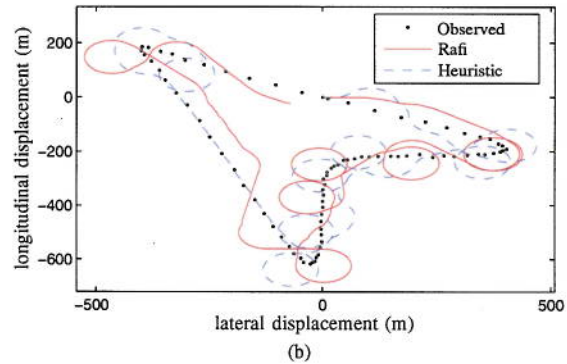 Observed
Rafi
Heuristic
200
0
−200
−400
−600
longitudinal displacement (m)
−500
0
500
lateral displacement (m)
(b)